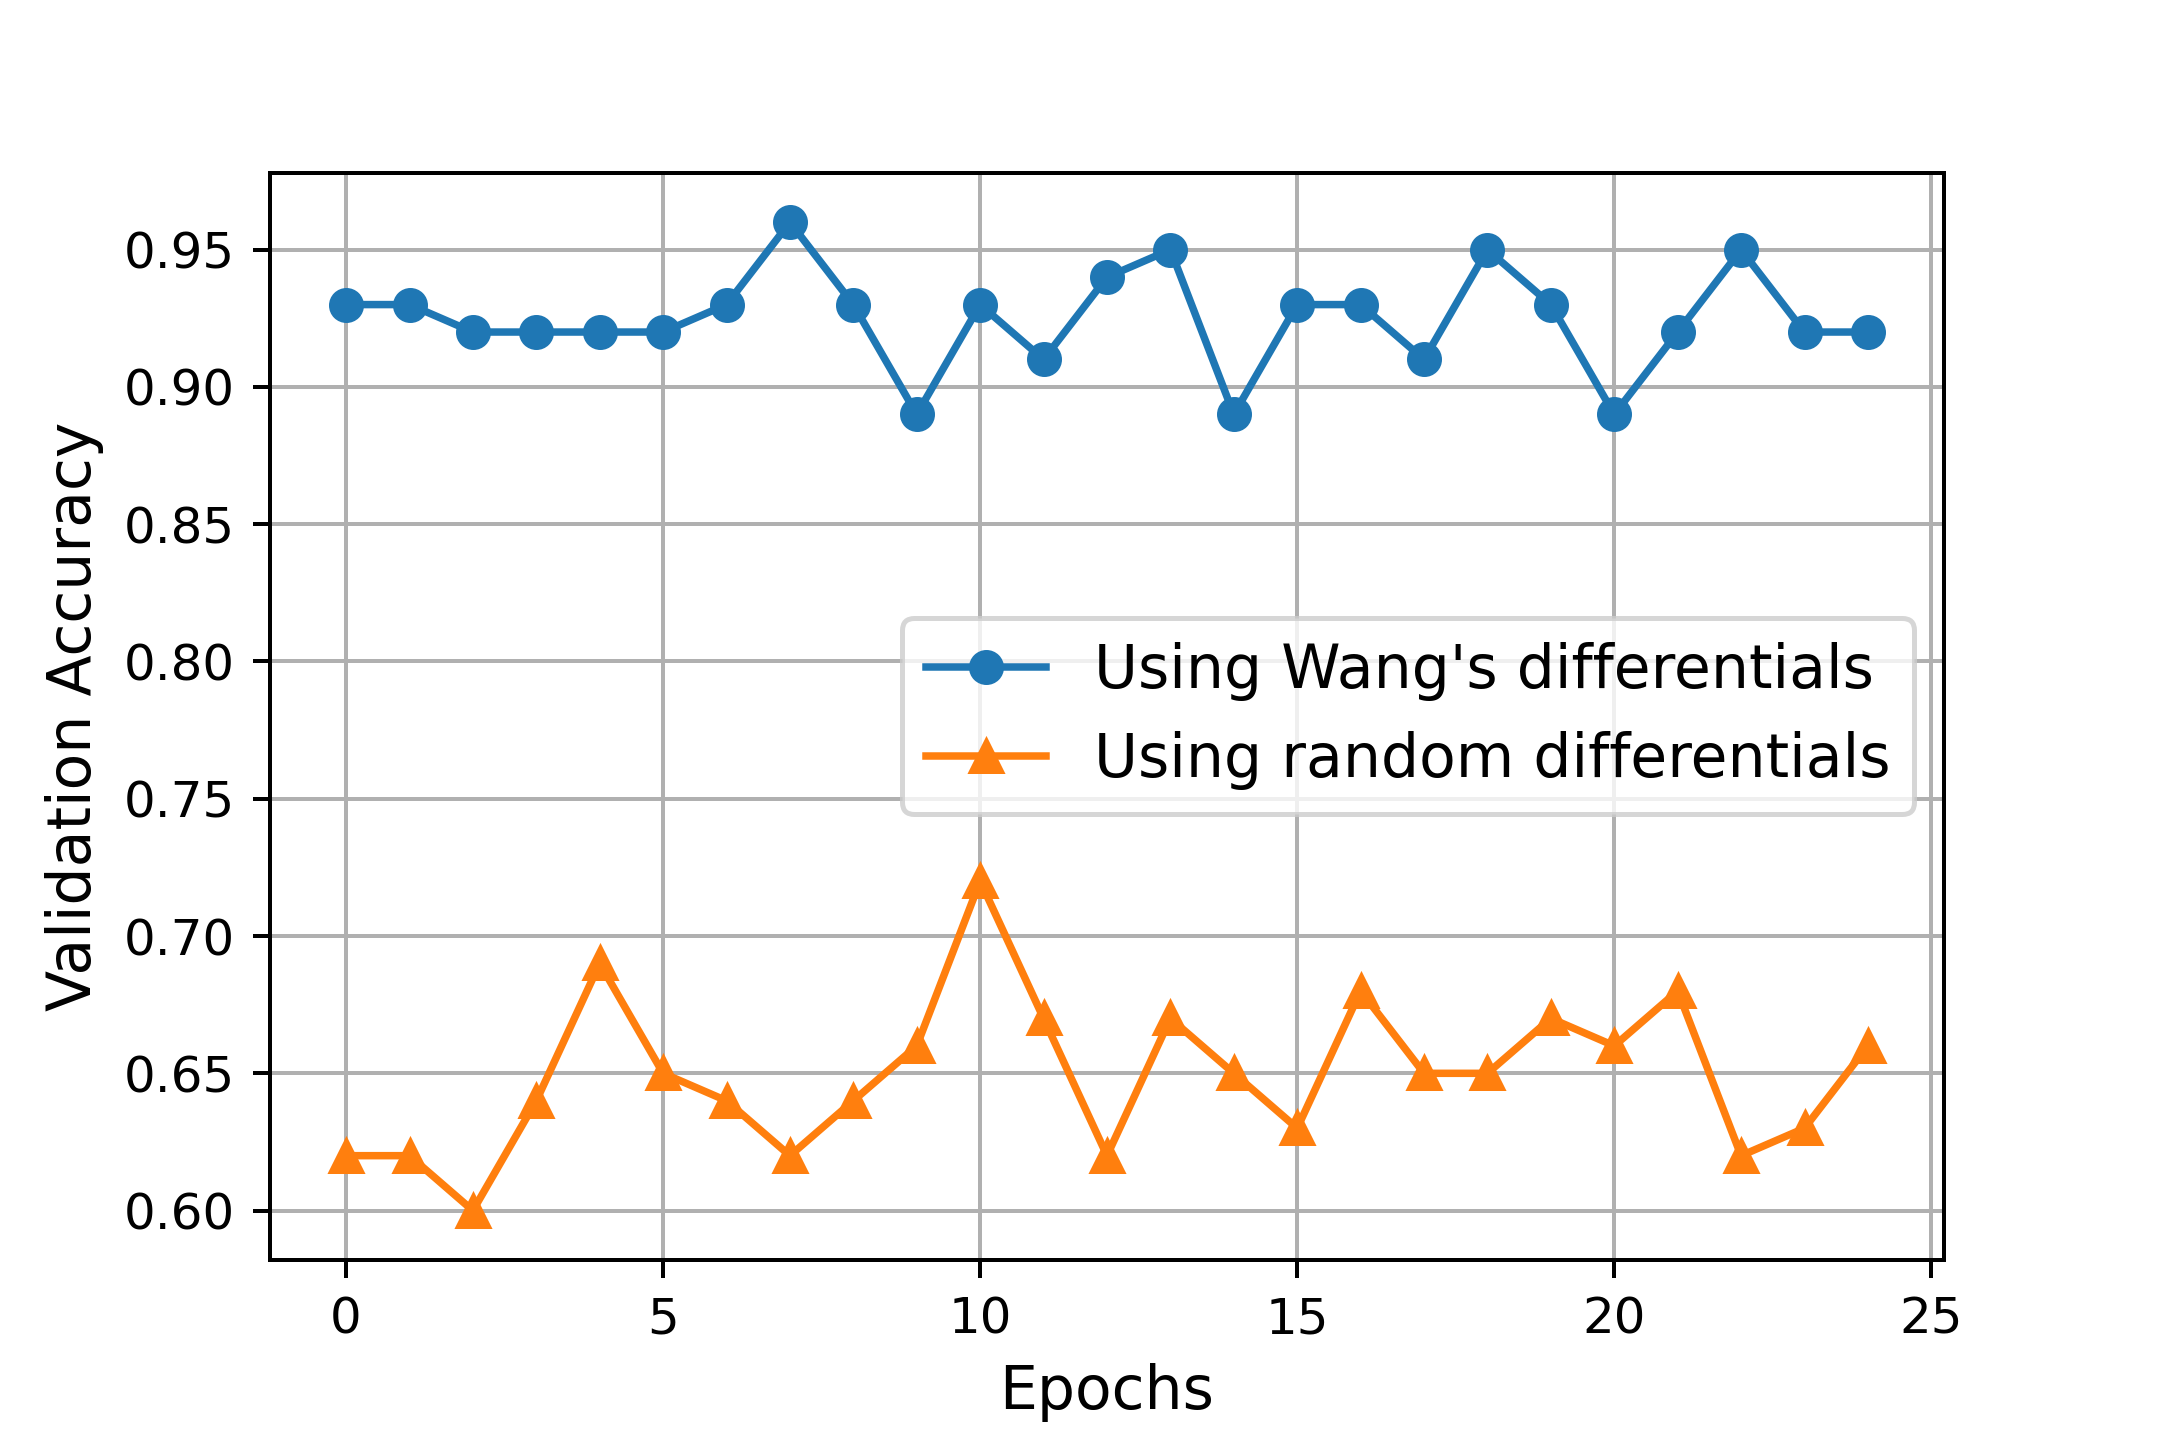 0.95
0.90
0.85
0.80
0.75
0.70
0.65
0.60
Validation Accuracy
Using Wang's differentials
Using random differentials
0 5 10 15 20 25
Epochs